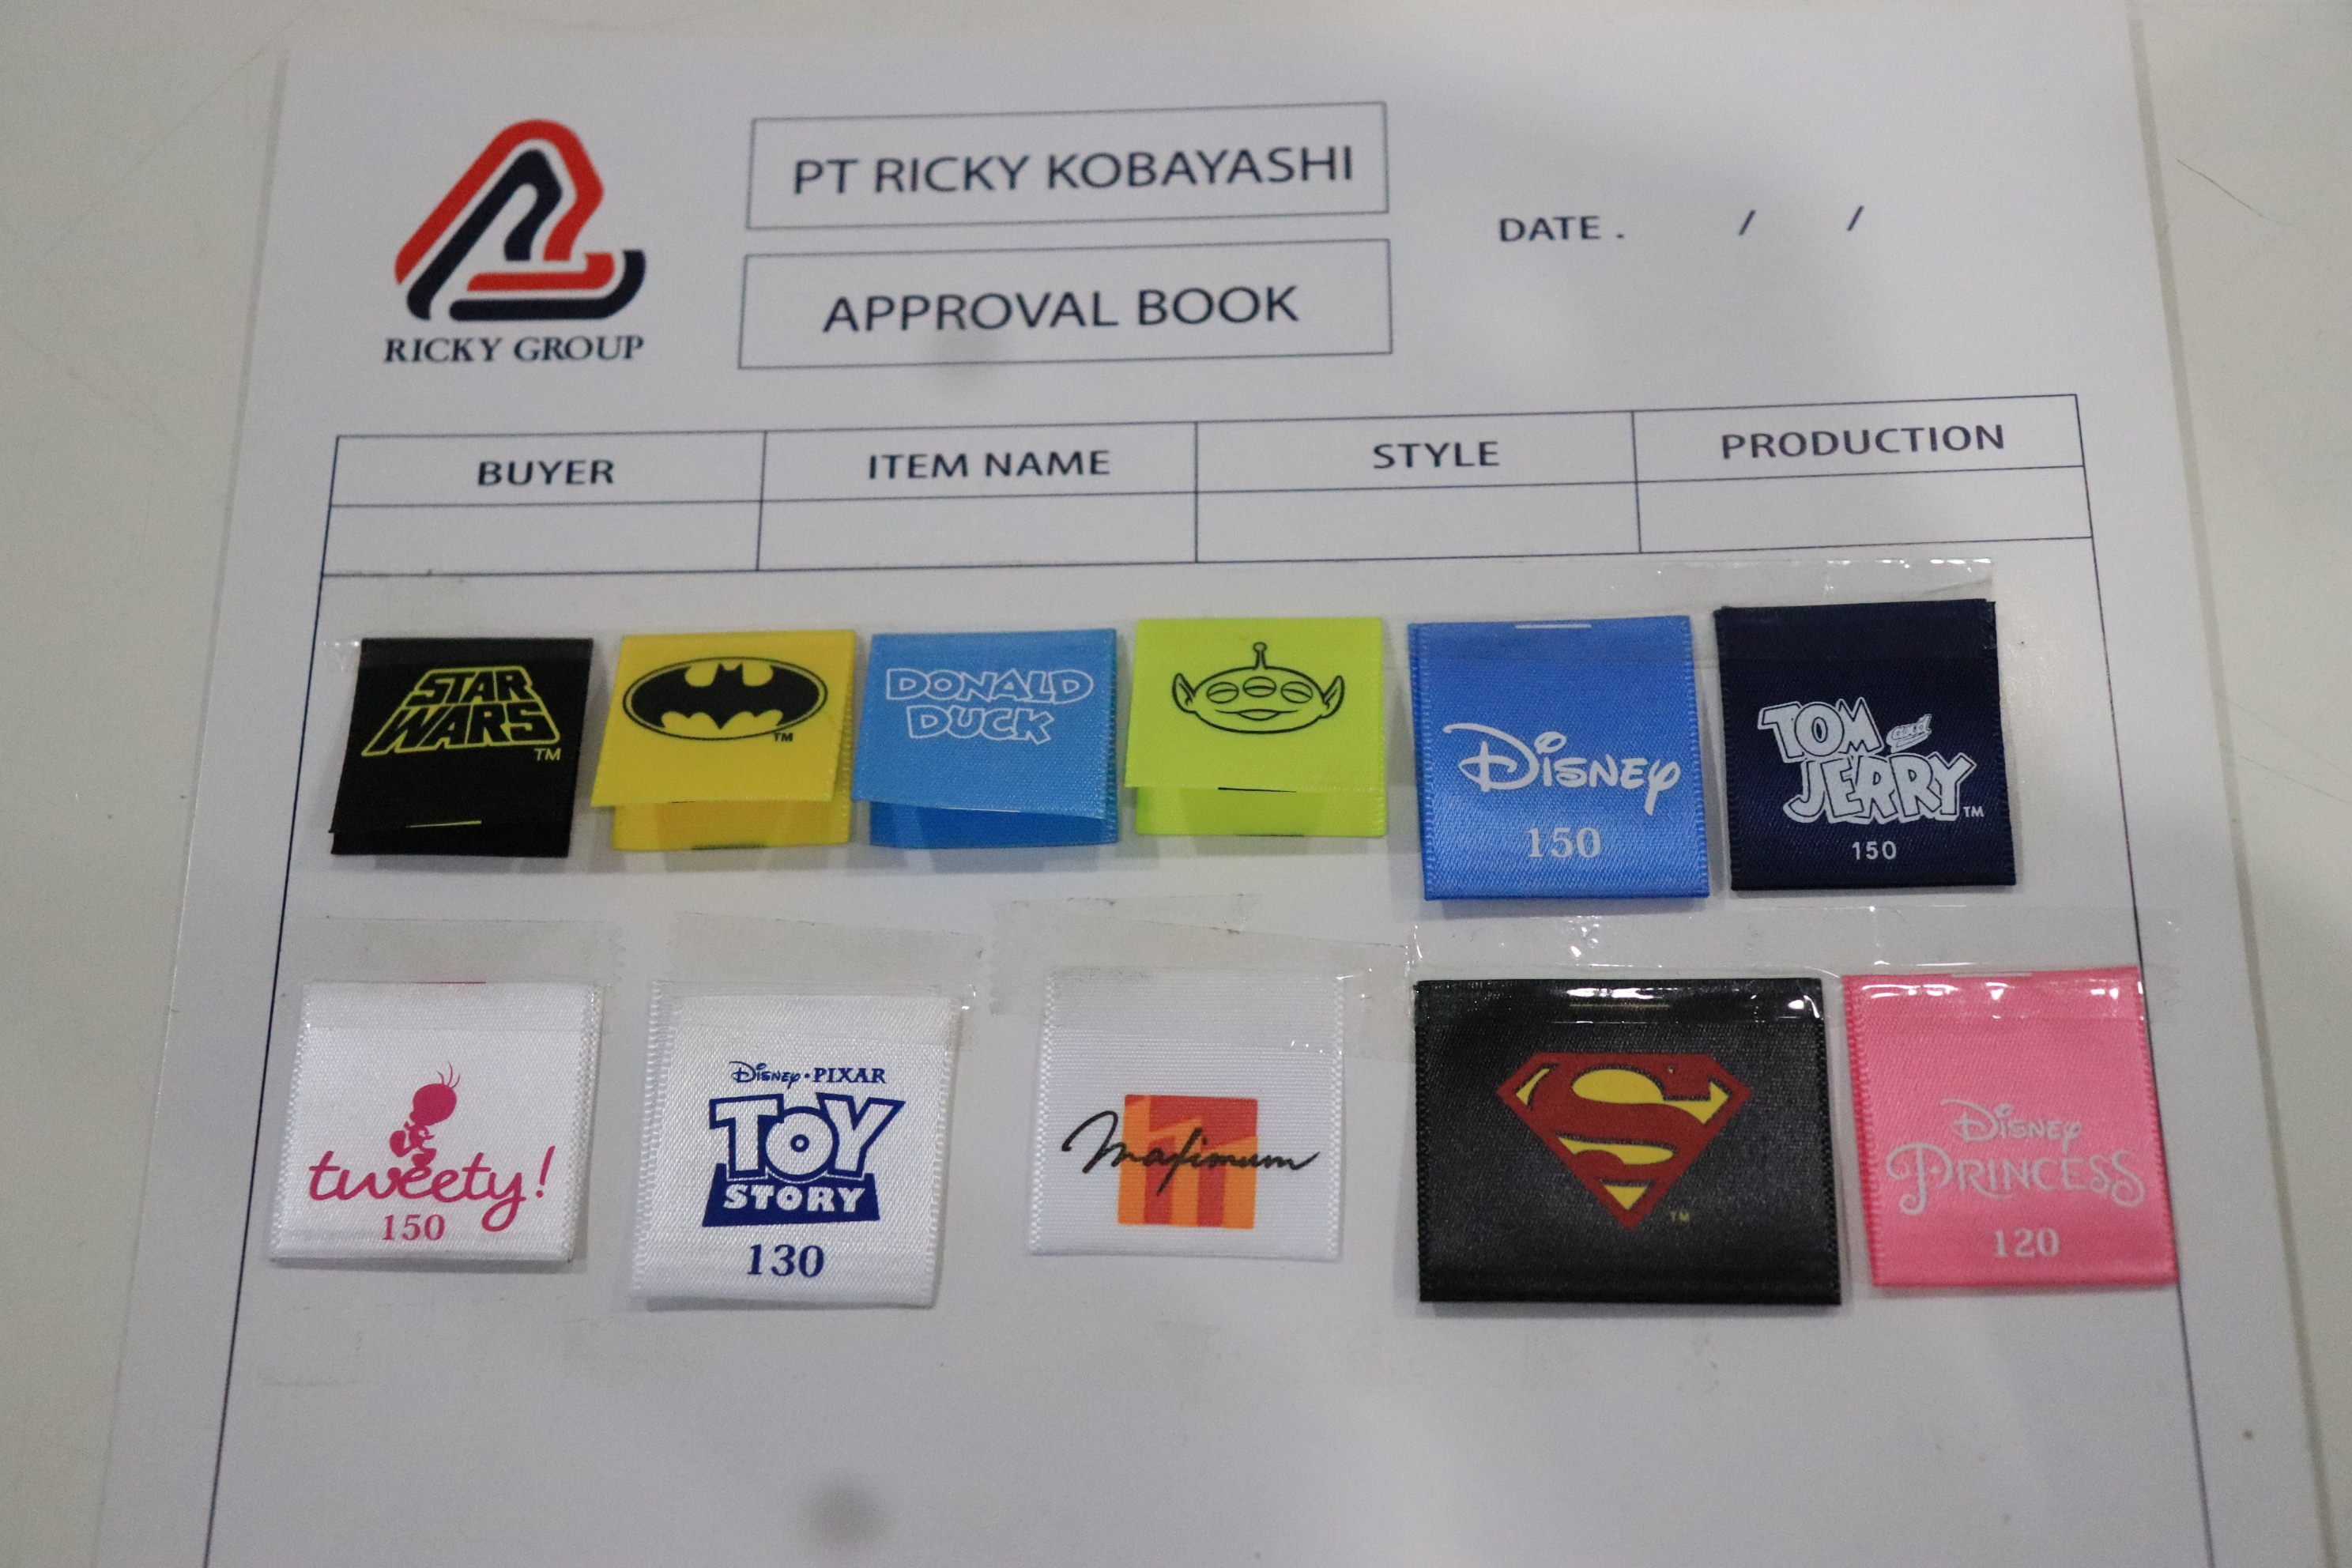 RICKY GROUP
PT RICKY KOBAYASHI
APPROVAL BOOK
DATE . / /
BUYER ITEM NAME STYLE PRODUCTION
STAR
WARS
TM
TM
DONALD
DUCK
Disney
150
TOM and
JERRY TM
150
tweety!
150
Disney • PIXAR
TOY
STORY
130
mafimum
S
TM
Disney
PRINCESS
120